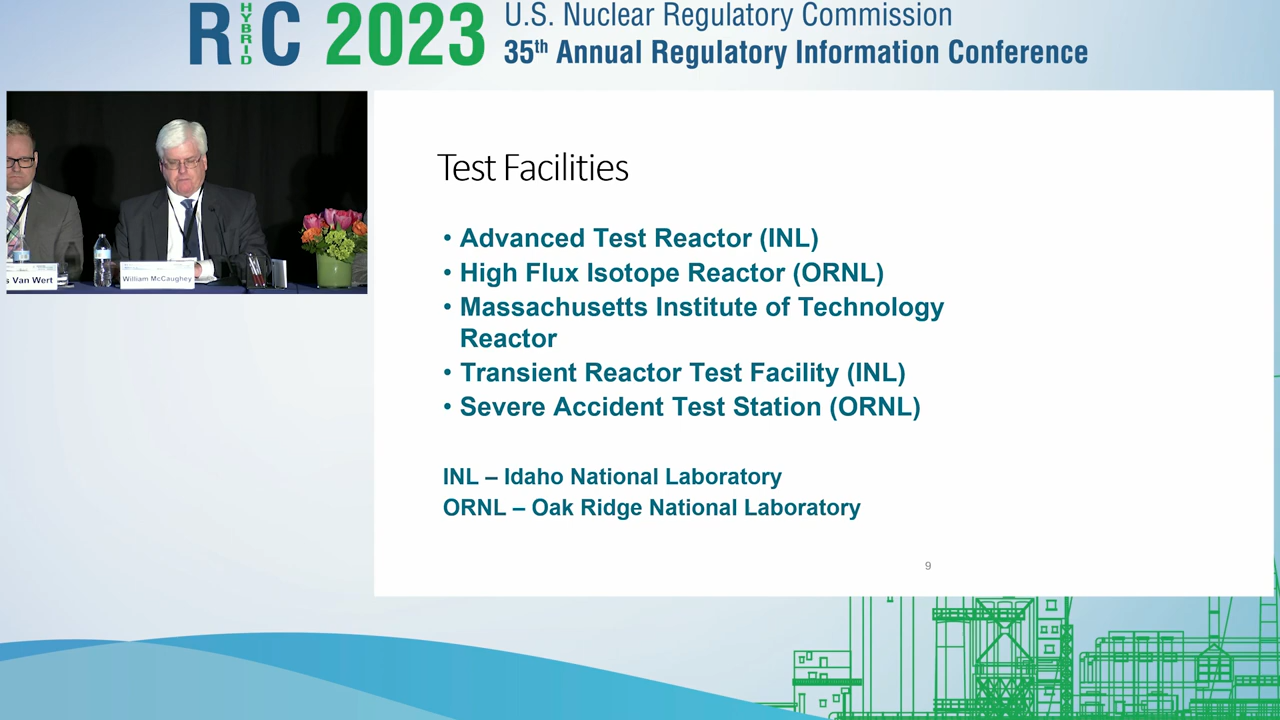 RIC 2023
HYBRID
U.S. Nuclear Regulatory Commission
35th Annual Regulatory Information Conference
s Van Wert
William McCaughey
Test Facilities
• Advanced Test Reactor (INL)
• High Flux Isotope Reactor (ORNL)
• Massachusetts Institute of Technology
Reactor
• Transient Reactor Test Facility (INL)
• Severe Accident Test Station (ORNL)
INL – Idaho National Laboratory
ORNL – Oak Ridge National Laboratory
9